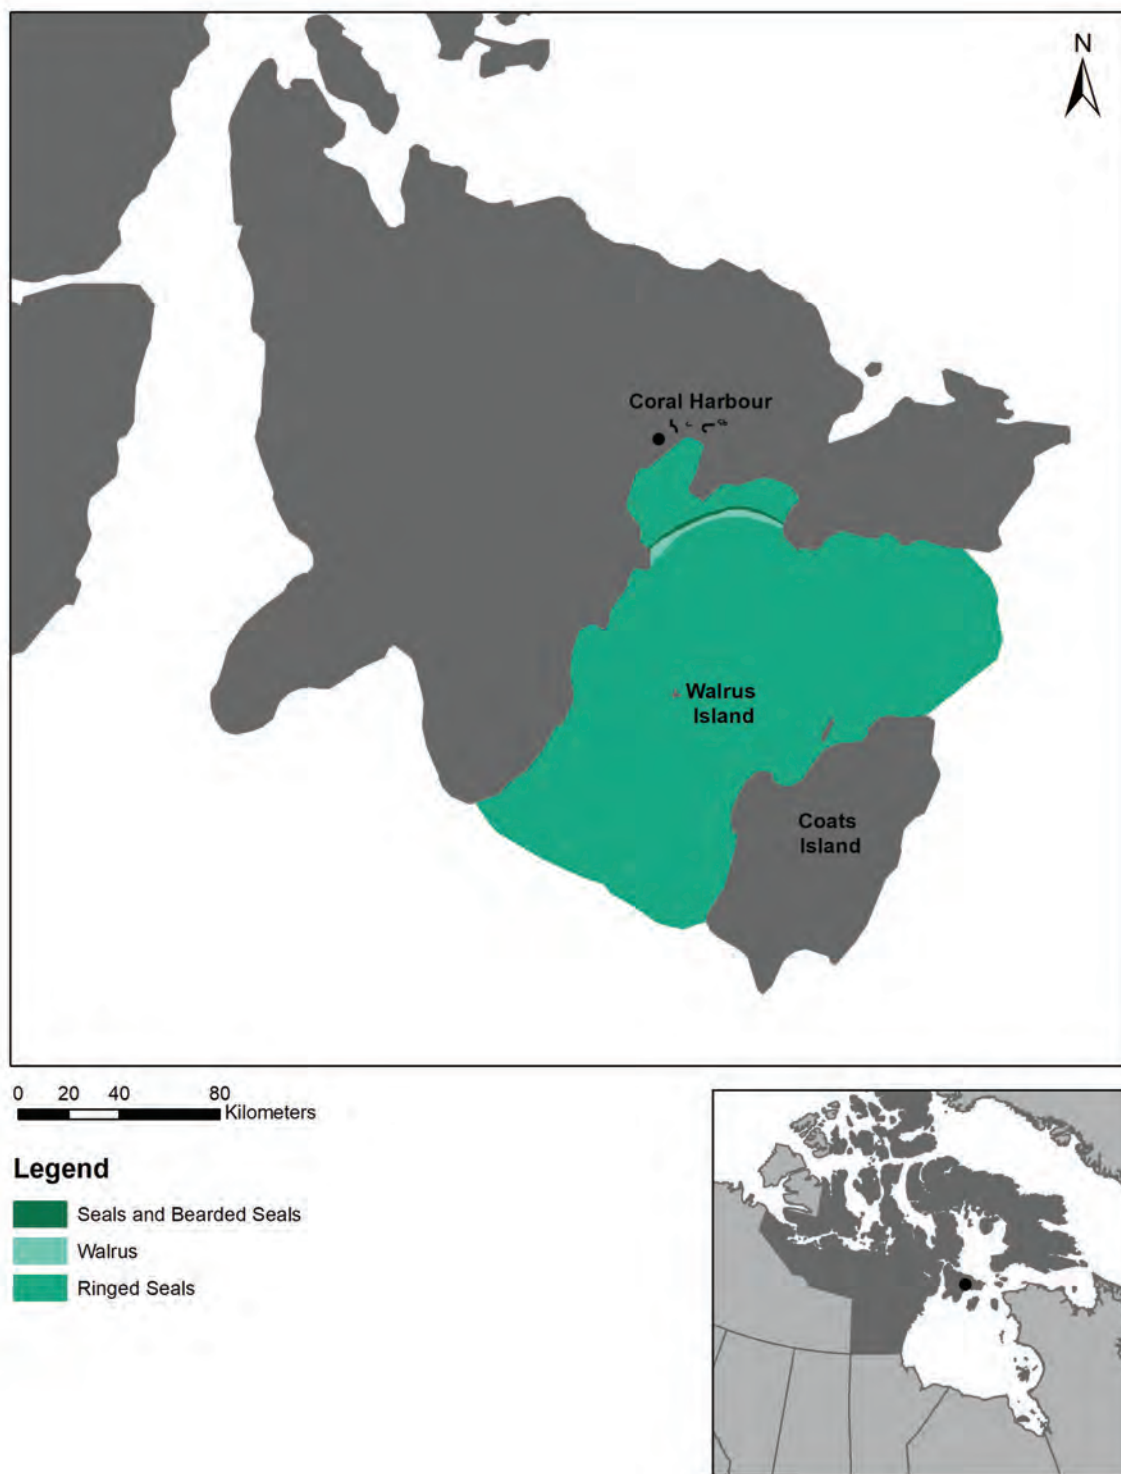 N
Coral Harbour
Walrus
Island
Coats
Island
0 20 40 80
Kilometers
Legend
Seals and Bearded Seals
Walrus
Ringed Seals